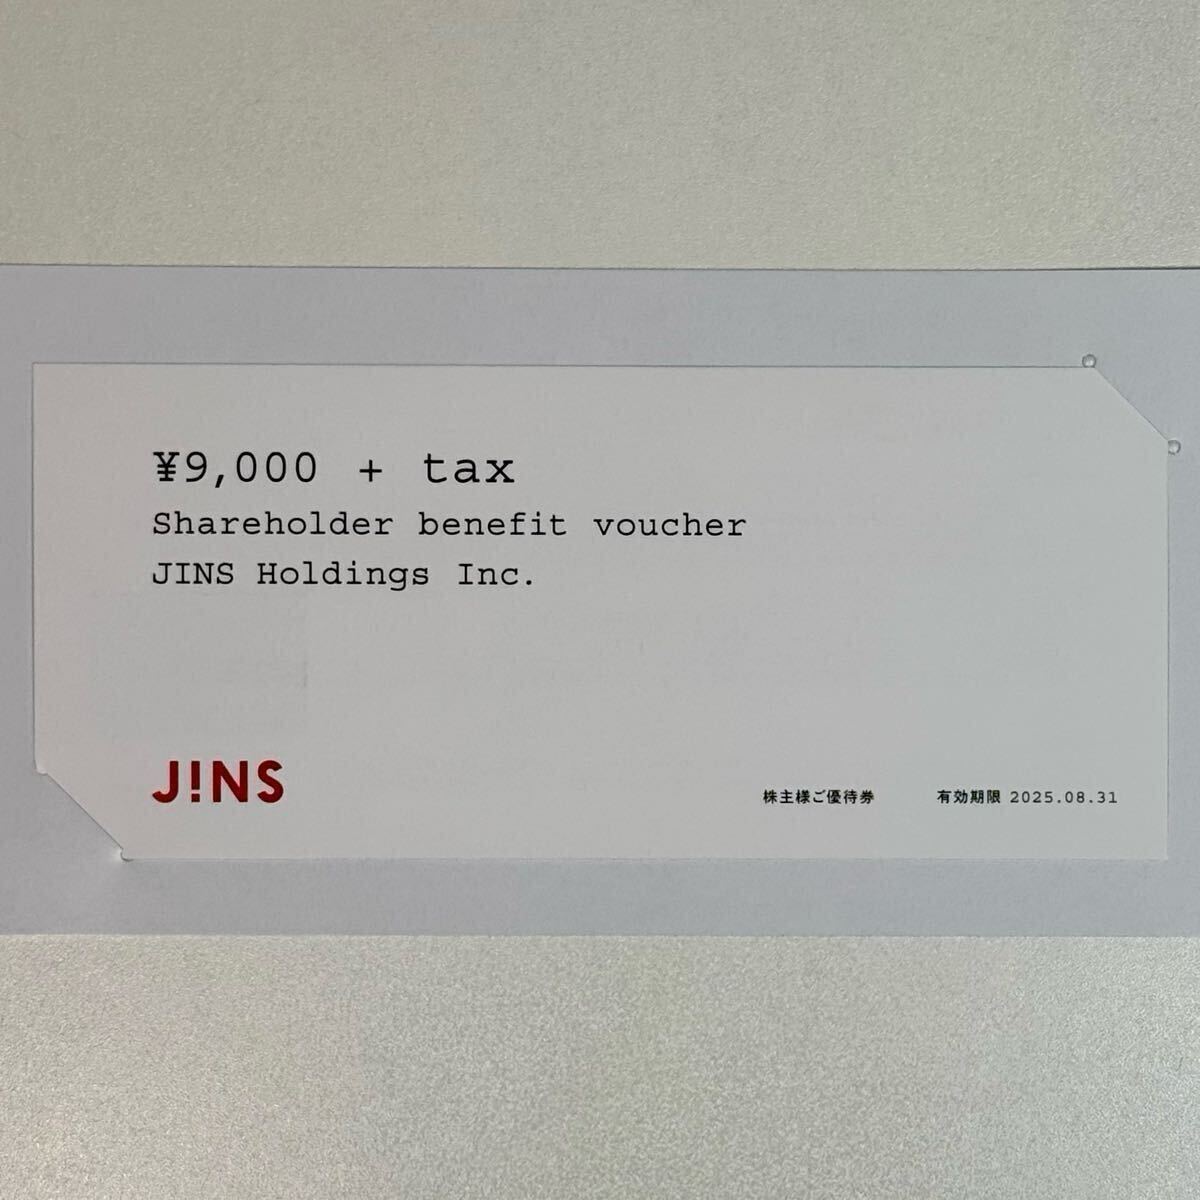 ¥9,000 + tax
Shareholder benefit voucher
JINS Holdings Inc.
J!NS
株主様ご優待券 有効期限 2025.08.31